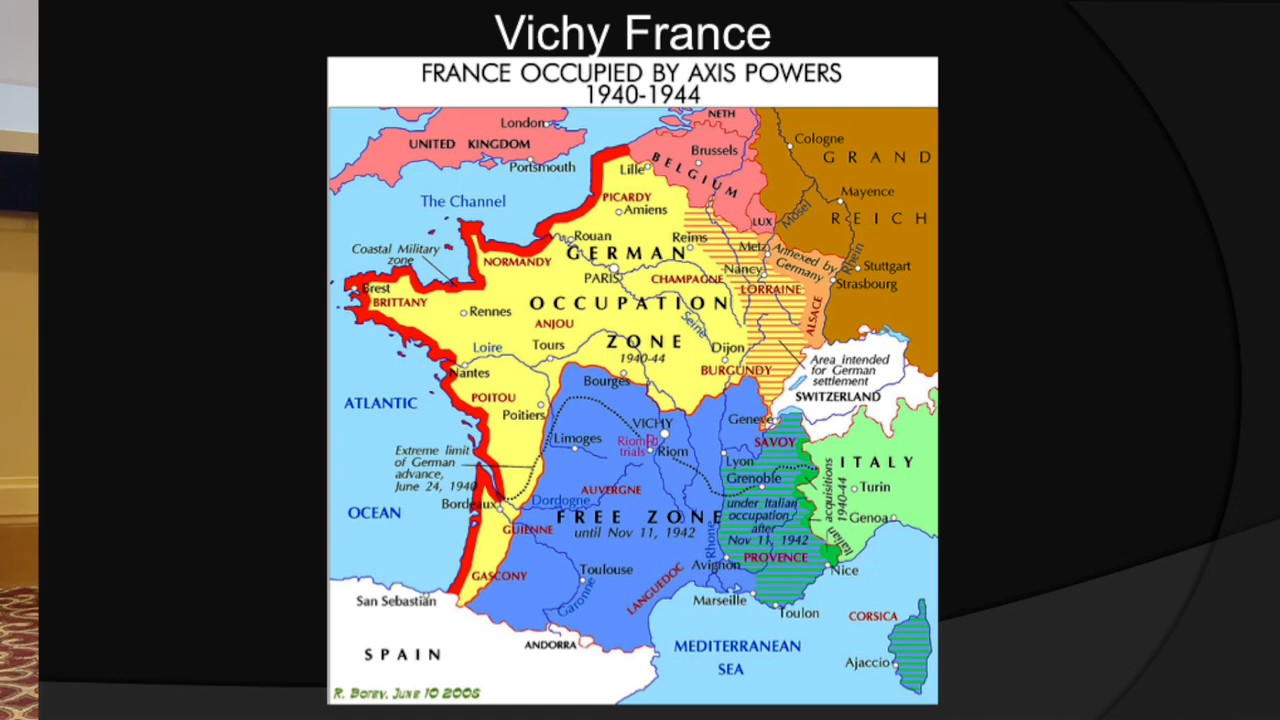 Vichy France
FRANCE OCCUPIED BY AXIS POWERS
1940-1944
NETH
London
UNITED KINGDOM
Portsmouth
Brussels
BELGIUM
Lille
Cologne
GRAND
REICH
Mayence
The Channel
PICARDY
Amiens
LUX
Mosel
Coastal Military
zone
Rouan
Reims
Metz
Annexed by
Germany
Rhein
Stuttgart
Strasbourg
NORMANDY
GERMAN
PARIS
CHAMPAGNE
Nancy
LORRAINE
ALSACE
Brest
BRITTANY
Rennes
OCCUPATION
ANJOU
Seine
ZONE
1940-44
Loire
Tours
Dijon
Area intended
for German
settlement
Nantes
Bourges
BURGUNDY
SWITZERLAND
ATLANTIC
POITOU
Poitiers
VICHY
Geneve
Limoges
Riom
trials
Riom
SAVOY
Extreme limit
of German
advance,
June 24, 1940
Lyon
Grenoble
ITALY
Turin
Italian acquisitions
1940-44
Genoa
AUVERGNE
Bordeaux
Dordogne
under Italian
occupation
after
Nov 11, 1942
OCEAN
GUIENNE
FREE ZONE
until Nov 11, 1942
Rhone
PROVENCE
Avignon
Nice
GASCONY
Toulouse
Garonne
LANGUEDOC
Marseille
Toulon
San Sebastian
CORSICA
Ajaccio
ANDORRA
SPAIN
MEDITERRANEAN
SEA
R. Borev, June 10 2006